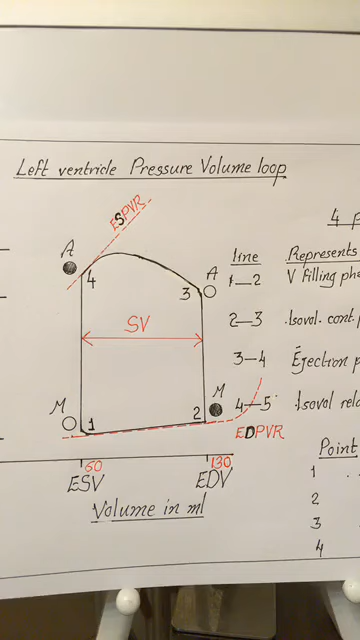 Left ventricle Pressure Volume loop
ESPVR
4
A
4
A
3
SV
M
1
M
2
EDPVR
60
130
ESV
EDV
Volume in ml
line Represents
1—2 V filling
2—3 Isovol. cont.
3—4 Ejection
4—5 Isovol
Point
1
2
3
4